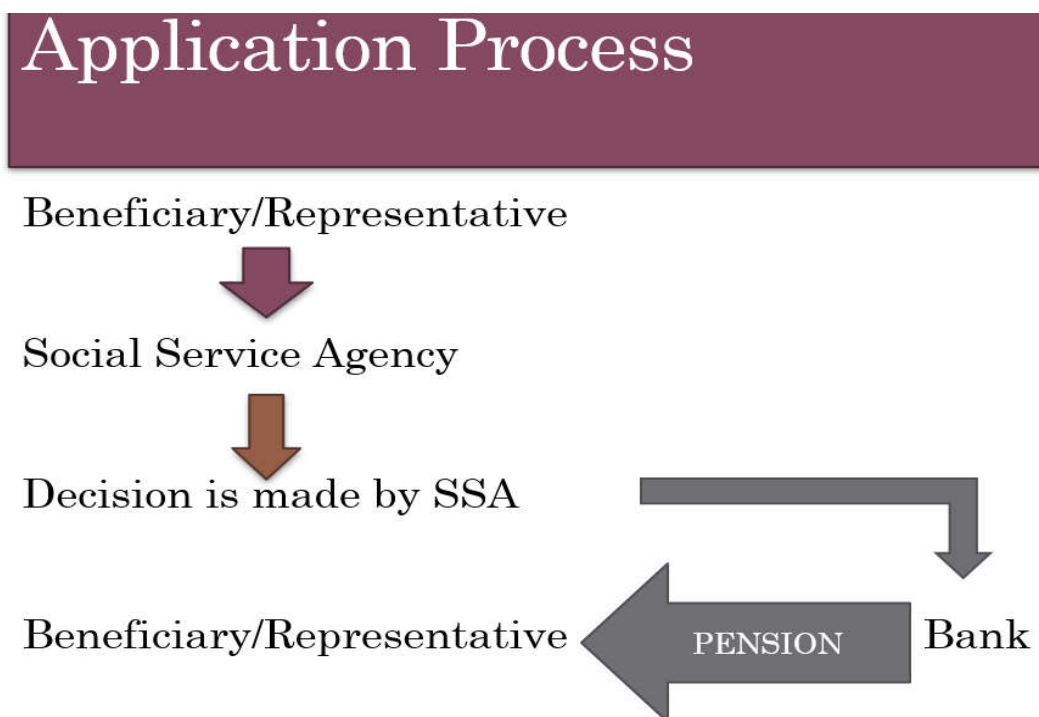 Application Process
Beneficiary/Representative
Social Service Agency
Decision is made by SSA
Beneficiary/Representative
PENSION
Bank